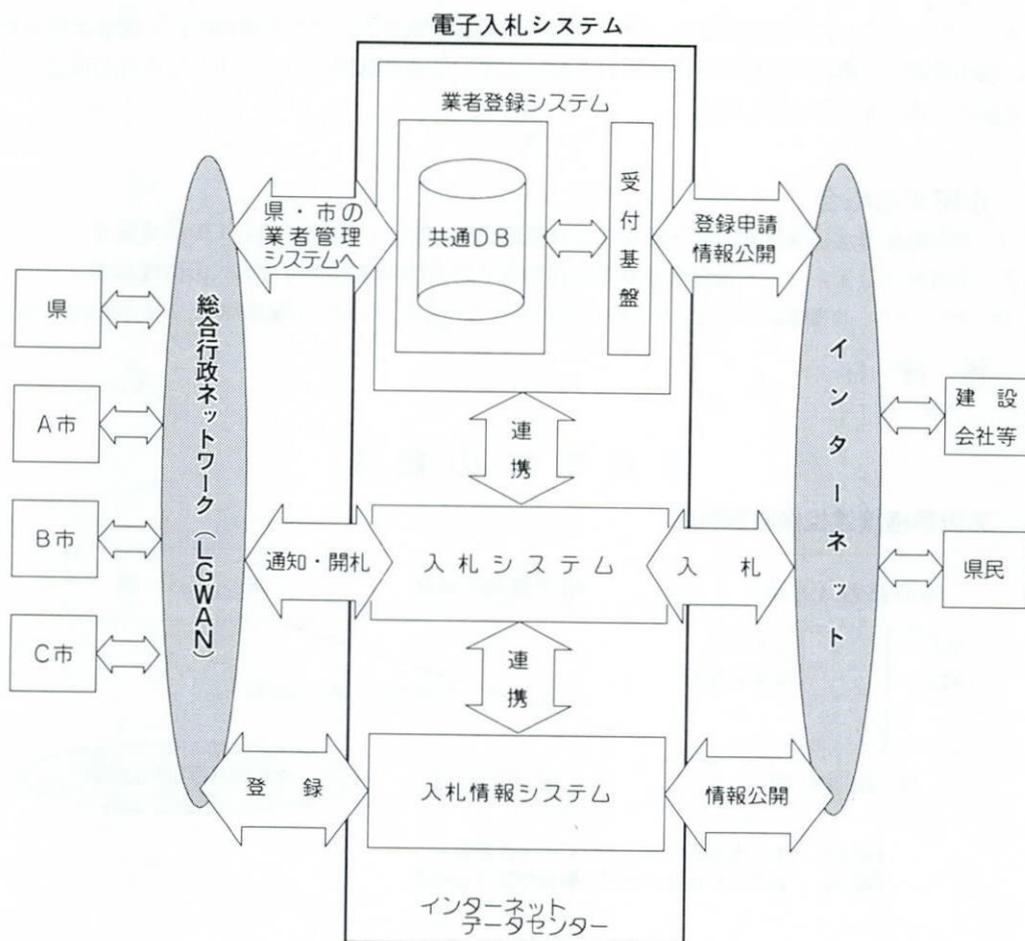 電子入札システム
業者登録システム
共通DB
受付基盤
県・市の
業者管理
システムへ
登録申請
情報公開
県
A市
B市
C市
総合行政ネットワーク(LGWAN)
インターネット
建設
会社等
県民
連携
通知・開札
入札システム
入札
連携
登録
入札情報システム
情報公開
インターネット
データセンター